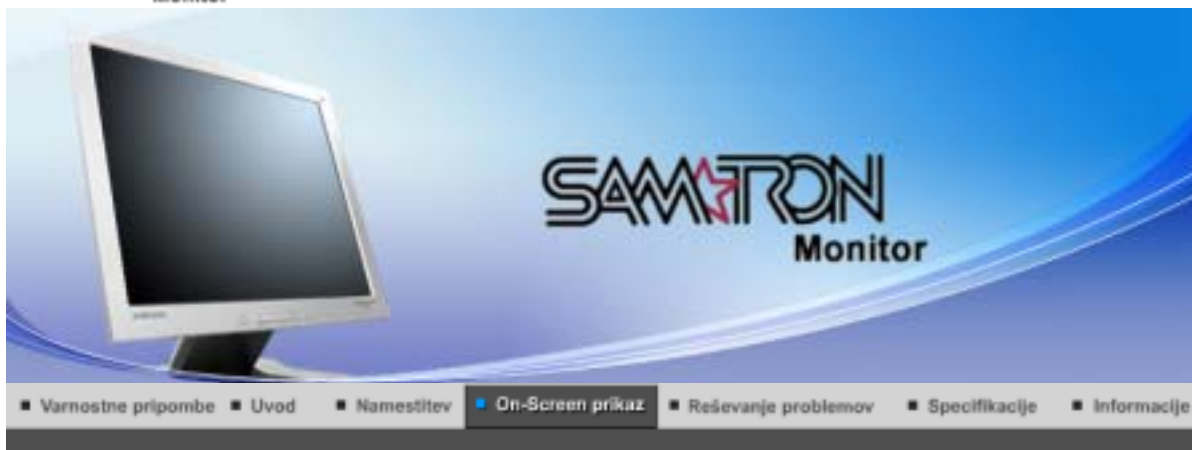 SAMTRON
Monitor
Varnostne pripombe Uvod Namestitev On-Screen prikaz Reševanje problemov Specifikacije Informacije